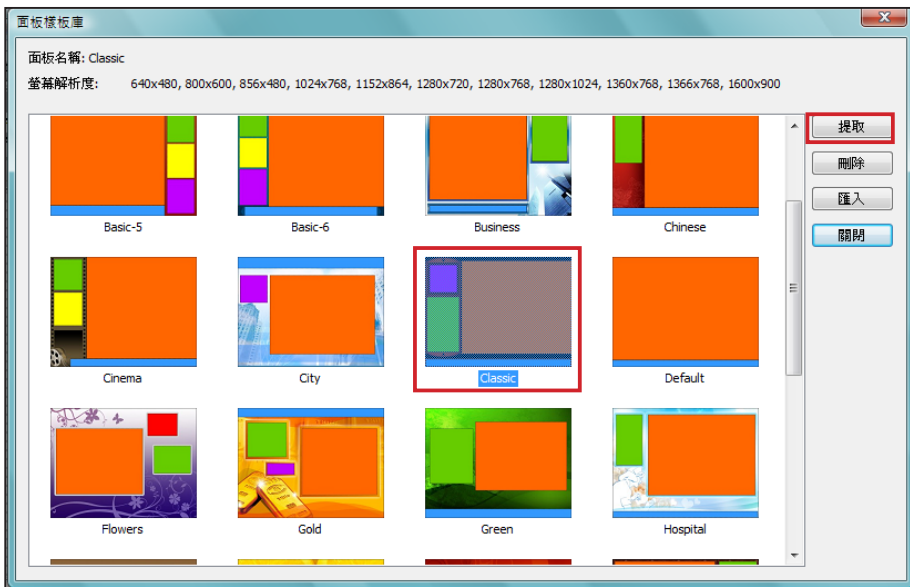 面板樣板庫
面板名稱: Classic
螢幕解析度: 640x480, 800x600, 856x480, 1024x768, 1152x864, 1280x720, 1280x768, 1280x1024, 1360x768, 1366x768, 1600x900
提取
刪除
匯入
關閉
Basic-5 Basic-6 Business Chinese
Cinema City Classic Default
Flowers Gold Green Hospital